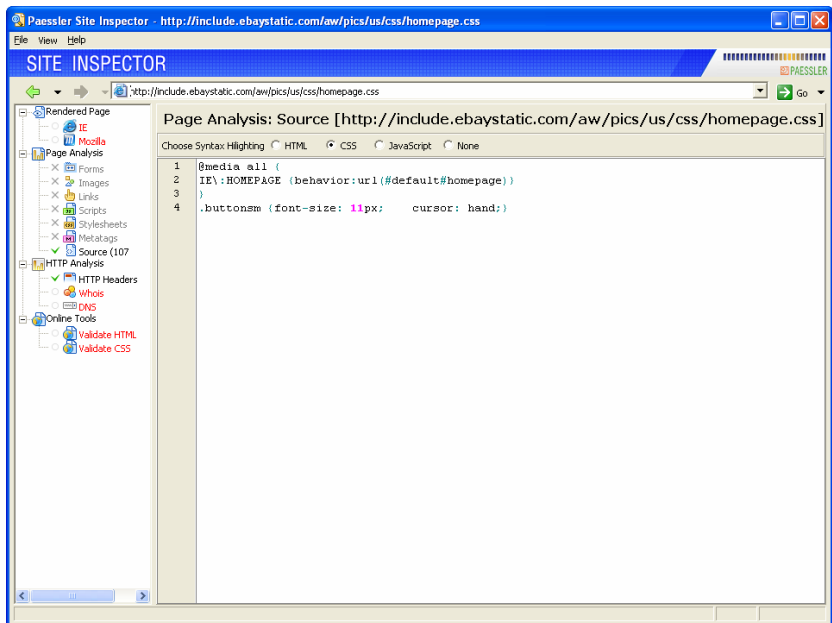 Paessler Site Inspector - http://include.ebaystatic.com/aw/pics/us/css/homepage.css
File View Help
SITE INSPECTOR
PAESSLER
http://include.ebaystatic.com/aw/pics/us/css/homepage.css
Go
Rendered Page
IE
Mozilla
Page Analysis
Forms
Images
Links
Scripts
Stylesheets
Metatags
Source (107
HTTP Analysis
HTTP Headers
Whois
DNS
Online Tools
Validate HTML
Validate CSS
Page Analysis: Source [http://include.ebaystatic.com/aw/pics/us/css/homepage.css]
Choose Syntax Hilighting HTML CSS JavaScript None
1 @media all {
2 IE\:HOMEPAGE {behavior:url(#default#homepage)}
3 }
4 .buttonsm {font-size: 11px; cursor: hand;}